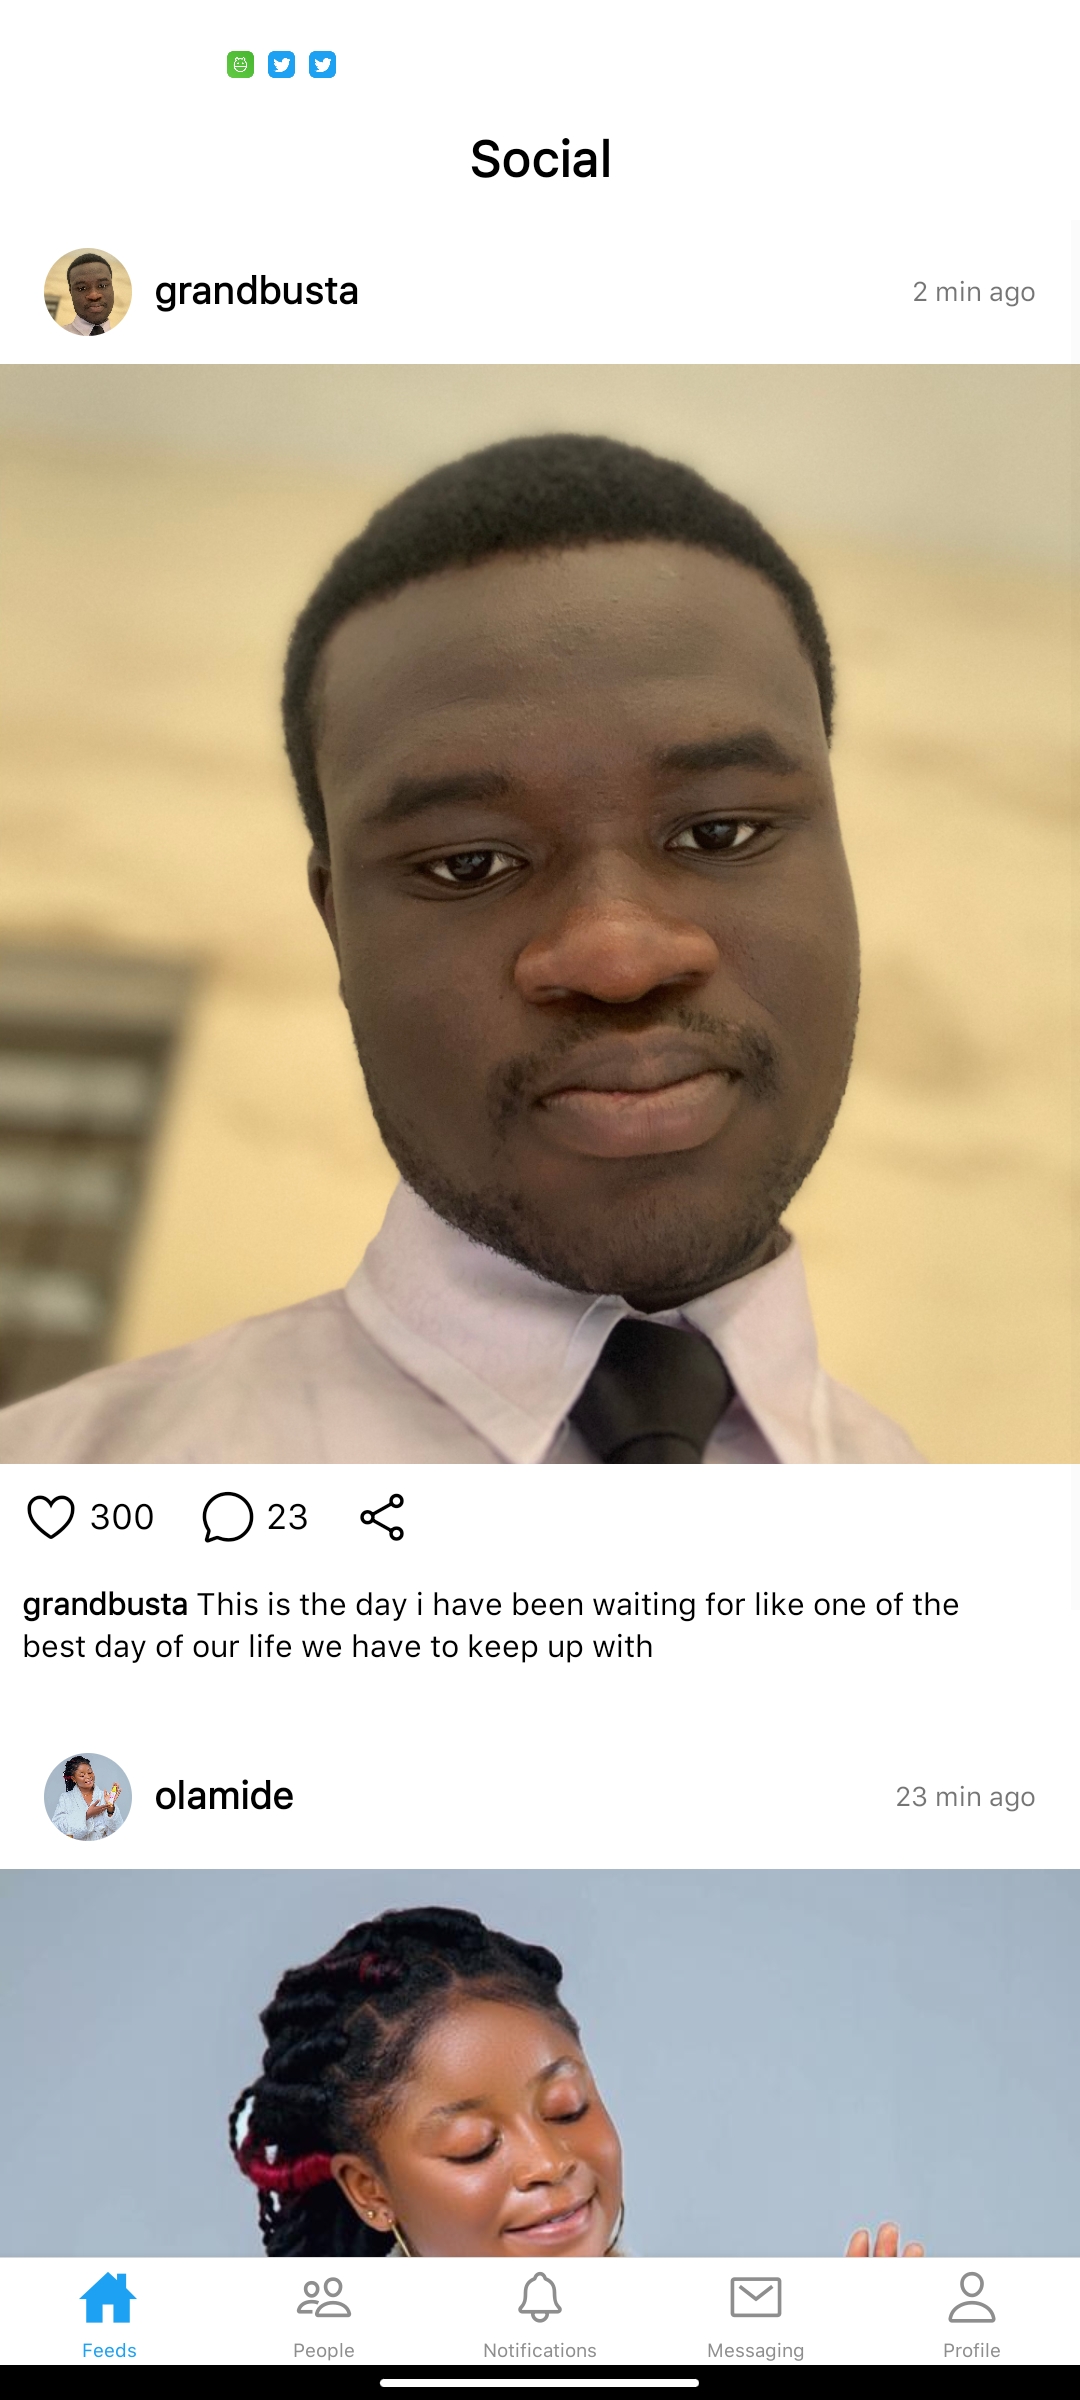 Social
grandbusta
2 min ago
300
23
grandbusta This is the day i have been waiting for like one of the
best day of our life we have to keep up with
olamide
23 min ago
Feeds
People
Notifications
Messaging
Profile